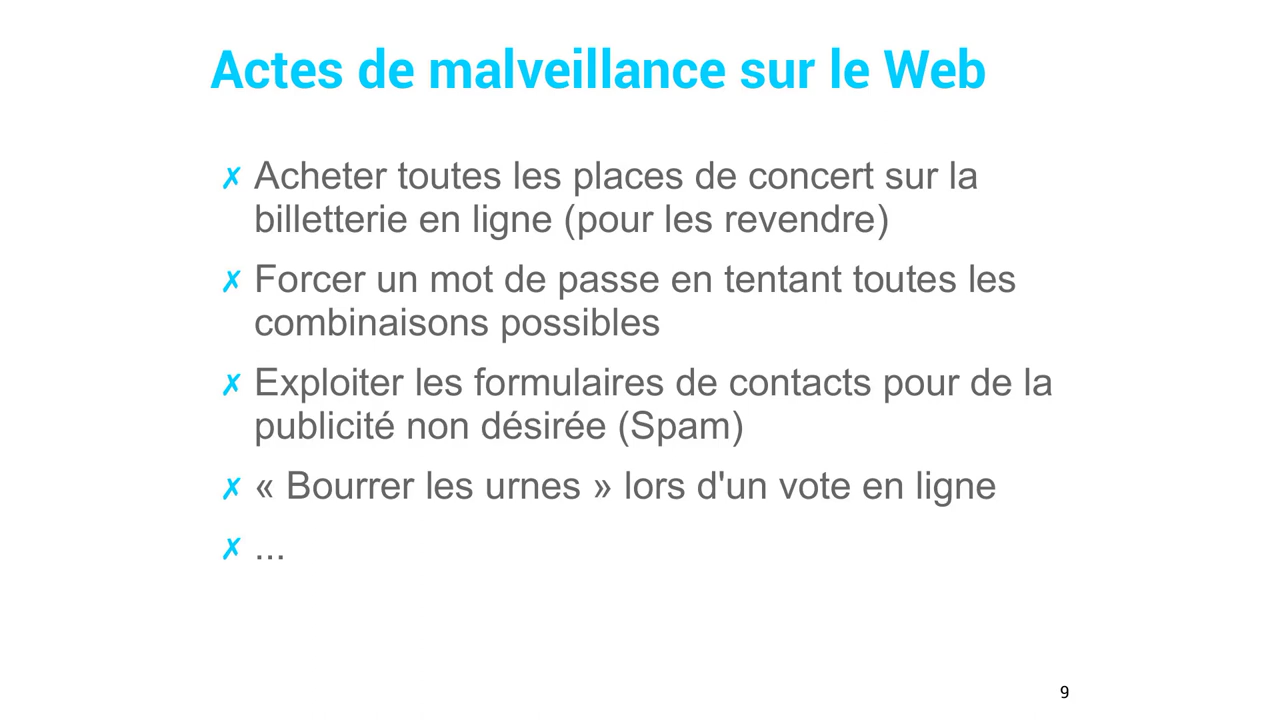 Actes de malveillance sur le Web
✗ Acheter toutes les places de concert sur la
billetterie en ligne (pour les revendre)
✗ Forcer un mot de passe en tentant toutes les
combinaisons possibles
✗ Exploiter les formulaires de contacts pour de la
publicité non désirée (Spam)
✗ « Bourrer les urnes » lors d'un vote en ligne
✗ ...
9